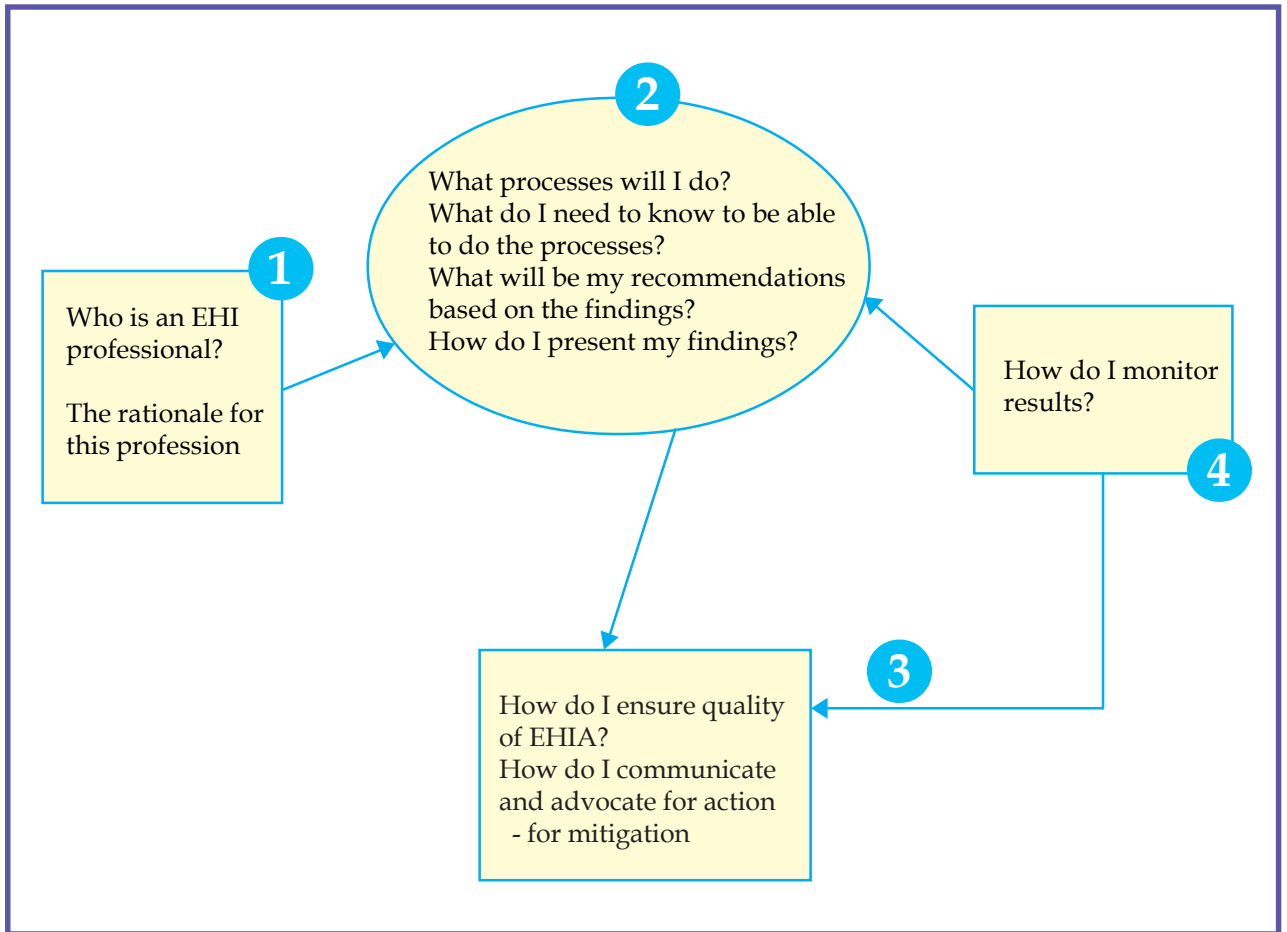 1
Who is an EHI
professional?
The rationale for
this profession
2
What processes will I do?
What do I need to know to be able
to do the processes?
What will be my recommendations
based on the findings?
How do I present my findings?
3
How do I ensure quality
of EHIA?
How do I communicate
and advocate for action
- for mitigation
How do I monitor
results?
4